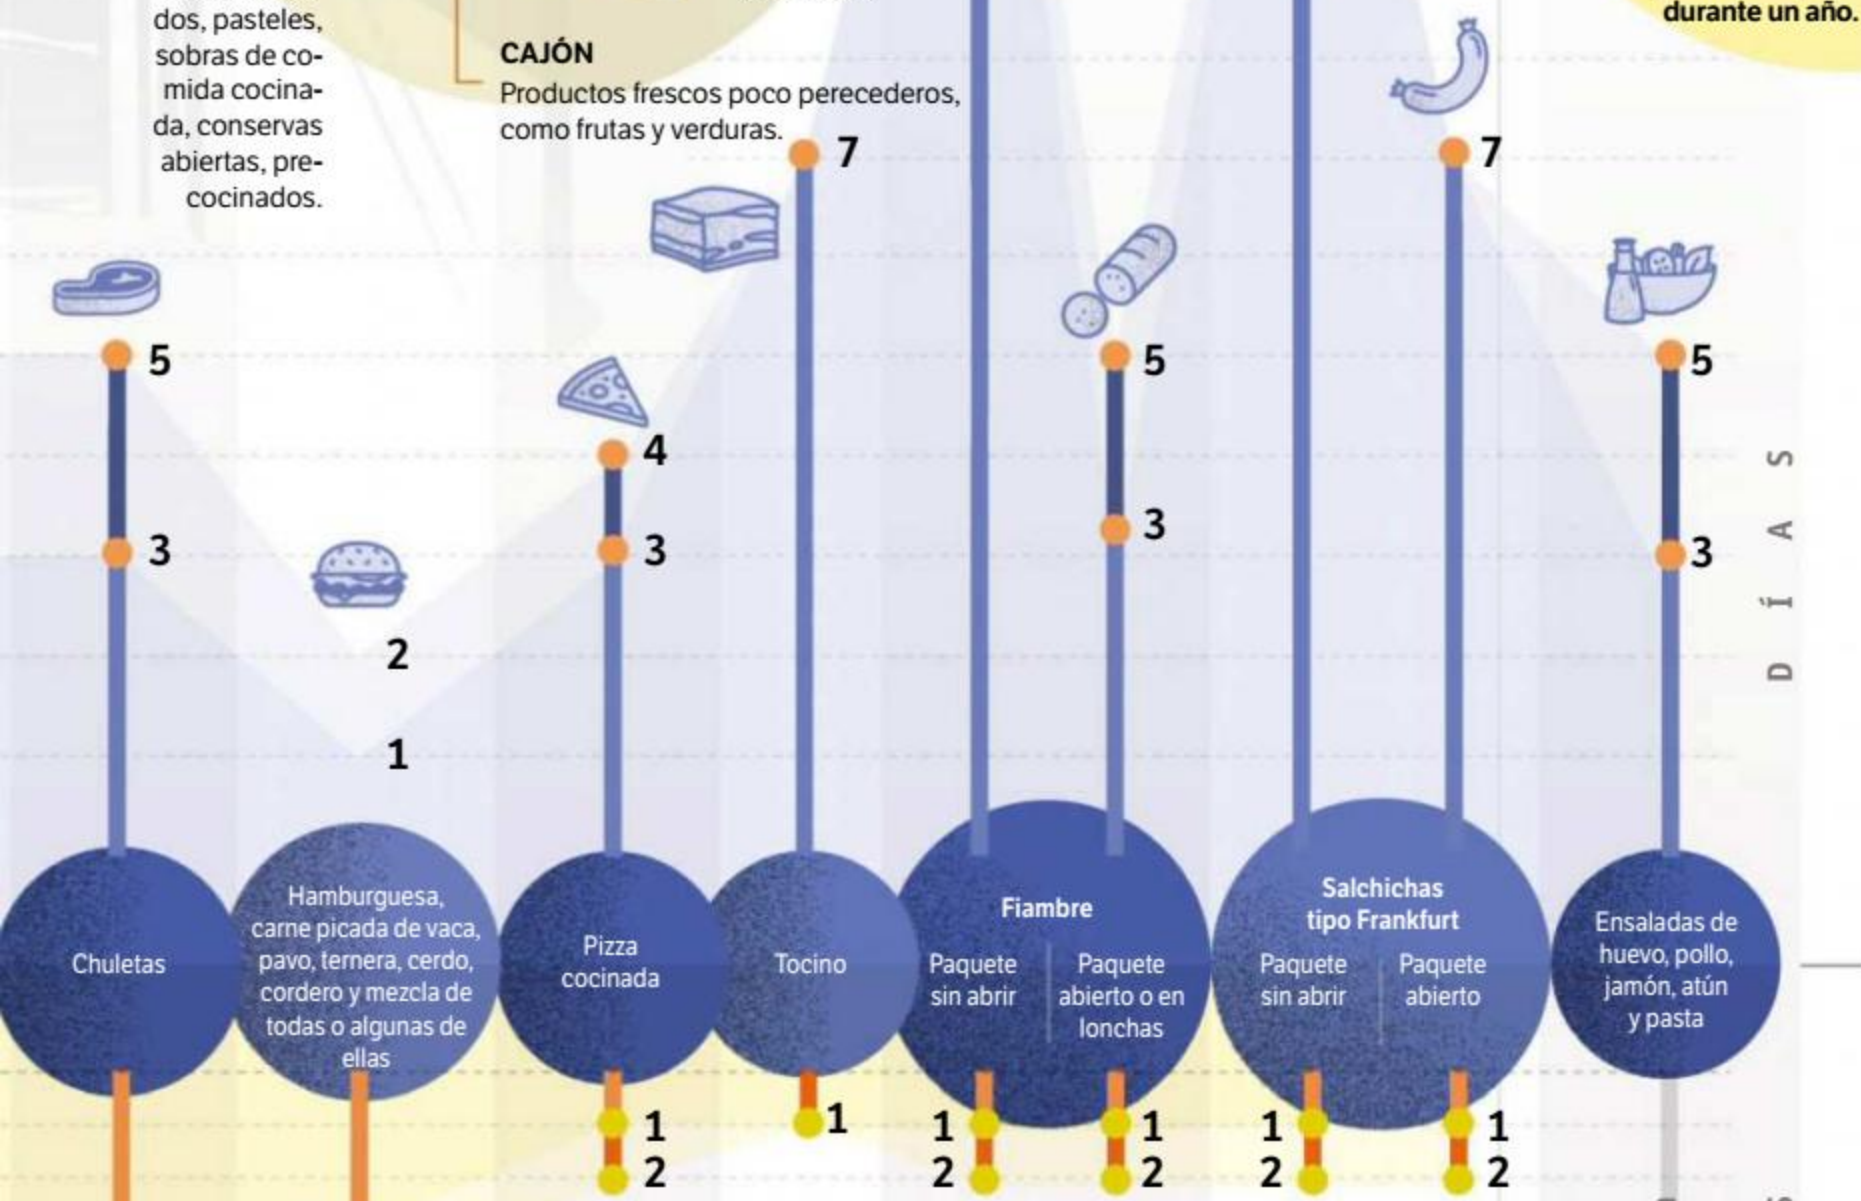 dos, pasteles,
sobras de co-
mida cocina-
da, conservas
abiertas, pre-
cocinados.
CAJÓN
Productos frescos poco perecederos,
como frutas y verduras.
durante un año.
7
7
5
5
5
4
3
3
3
3
2
1
D Í A S
Chuletas
Hamburguesa,
carne picada de vaca,
pavo, ternera, cerdo,
cordero y mezcla de
todas o algunas de
ellas
Pizza
cocinada
Tocino
Fiambre
Paquete
sin abrir
Paquete
abierto o en
lonchas
Salchichas
tipo Frankfurt
Paquete
sin abrir
Paquete
abierto
Ensaladas de
huevo, pollo,
jamón, atún
y pasta
1
2
1
1
2
1
2
1
2
1
2